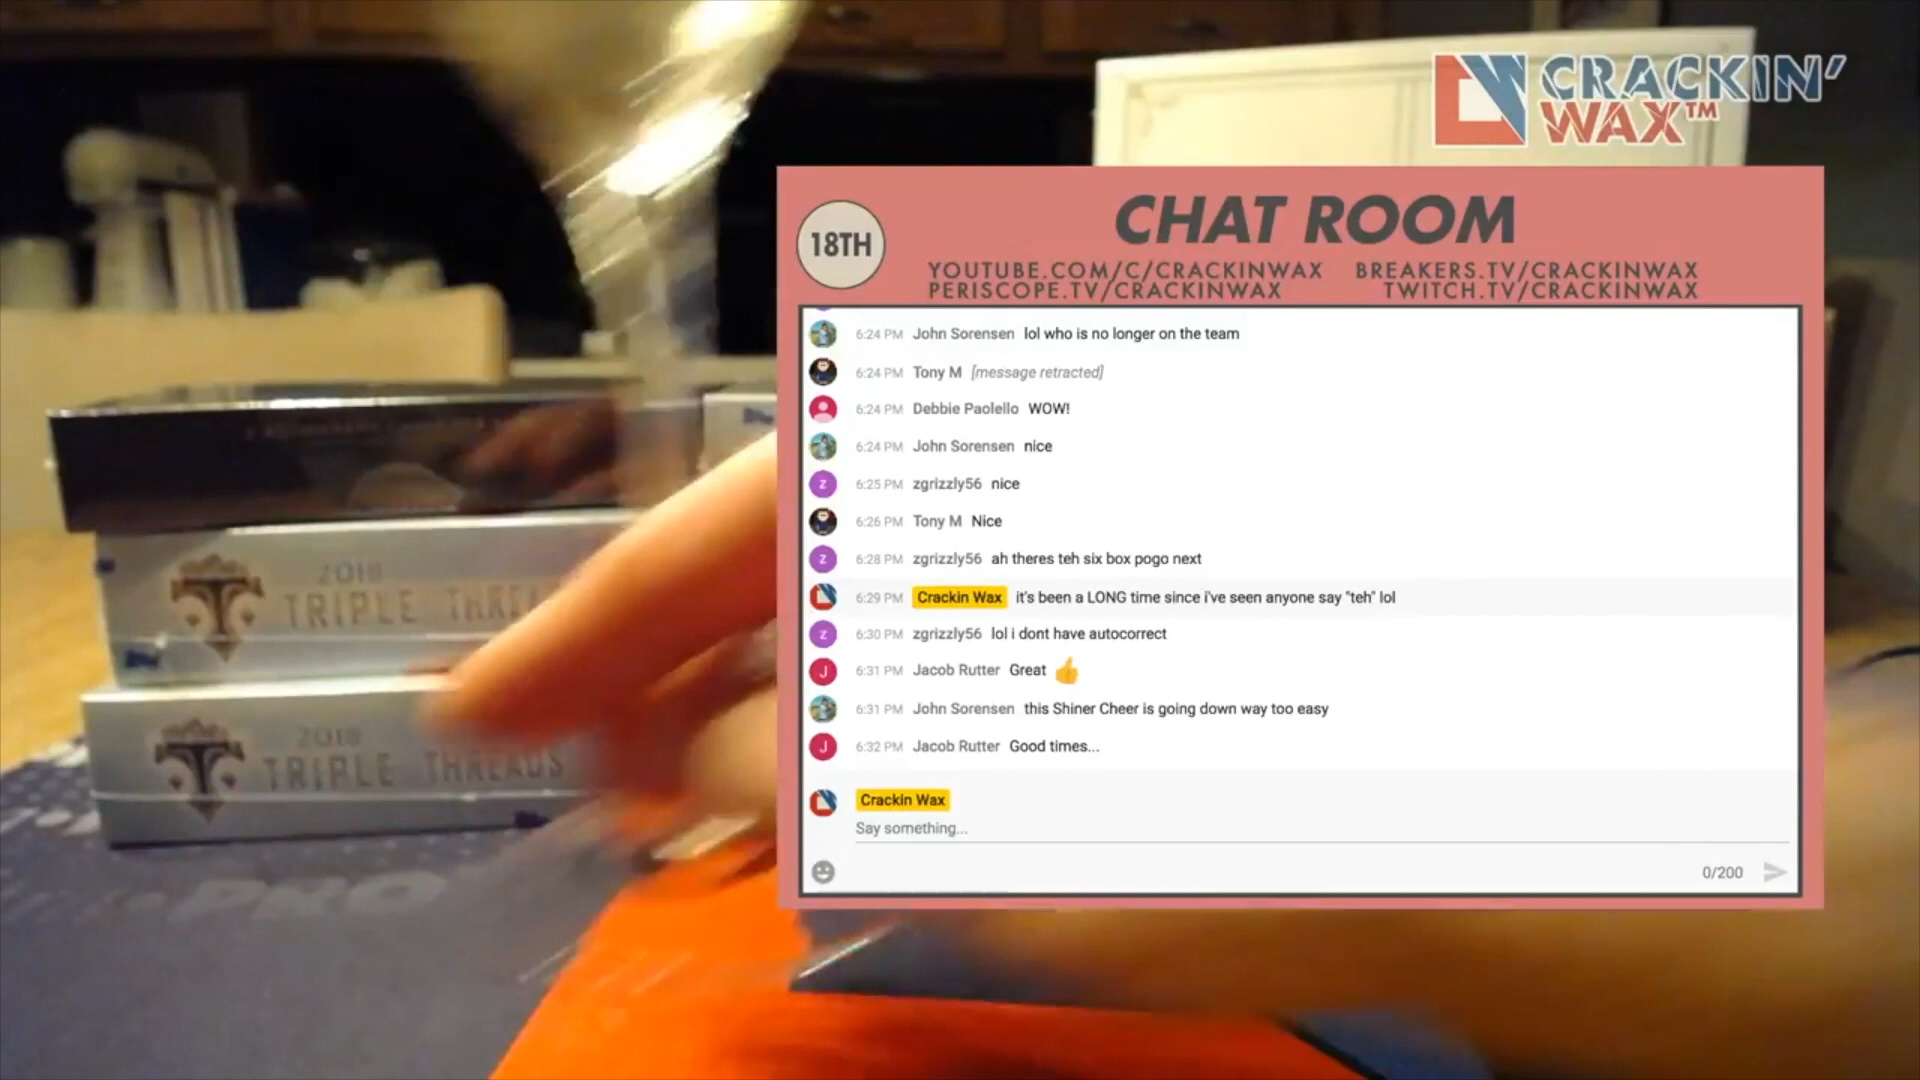 CRACKIN'
WAX™
18TH
CHAT ROOM
YOUTUBE.COM/C/CRACKINWAX BREAKERS.TV/CRACKINWAX
PERISCOPE.TV/CRACKINWAX TWITCH.TV/CRACKINWAX
6:24 PM John Sorensen lol who is no longer on the team
6:24 PM Tony M [message retracted]
6:24 PM Debbie Paolello WOW!
6:24 PM John Sorensen nice
Z 6:25 PM zgrizzly56 nice
6:26 PM Tony M Nice
Z 6:28 PM zgrizzly56 ah theres teh six box pogo next
6:29 PM Crackin Wax it's been a LONG time since i've seen anyone say "teh" lol
Z 6:30 PM zgrizzly56 lol i dont have autocorrect
J 6:31 PM Jacob Rutter Great 👍
6:31 PM John Sorensen this Shiner Cheer is going down way too easy
J 6:32 PM Jacob Rutter Good times...
Crackin Wax
Say something...
0/200
2018
TRIPLE
2018
TRIPLE THREADS
PRO